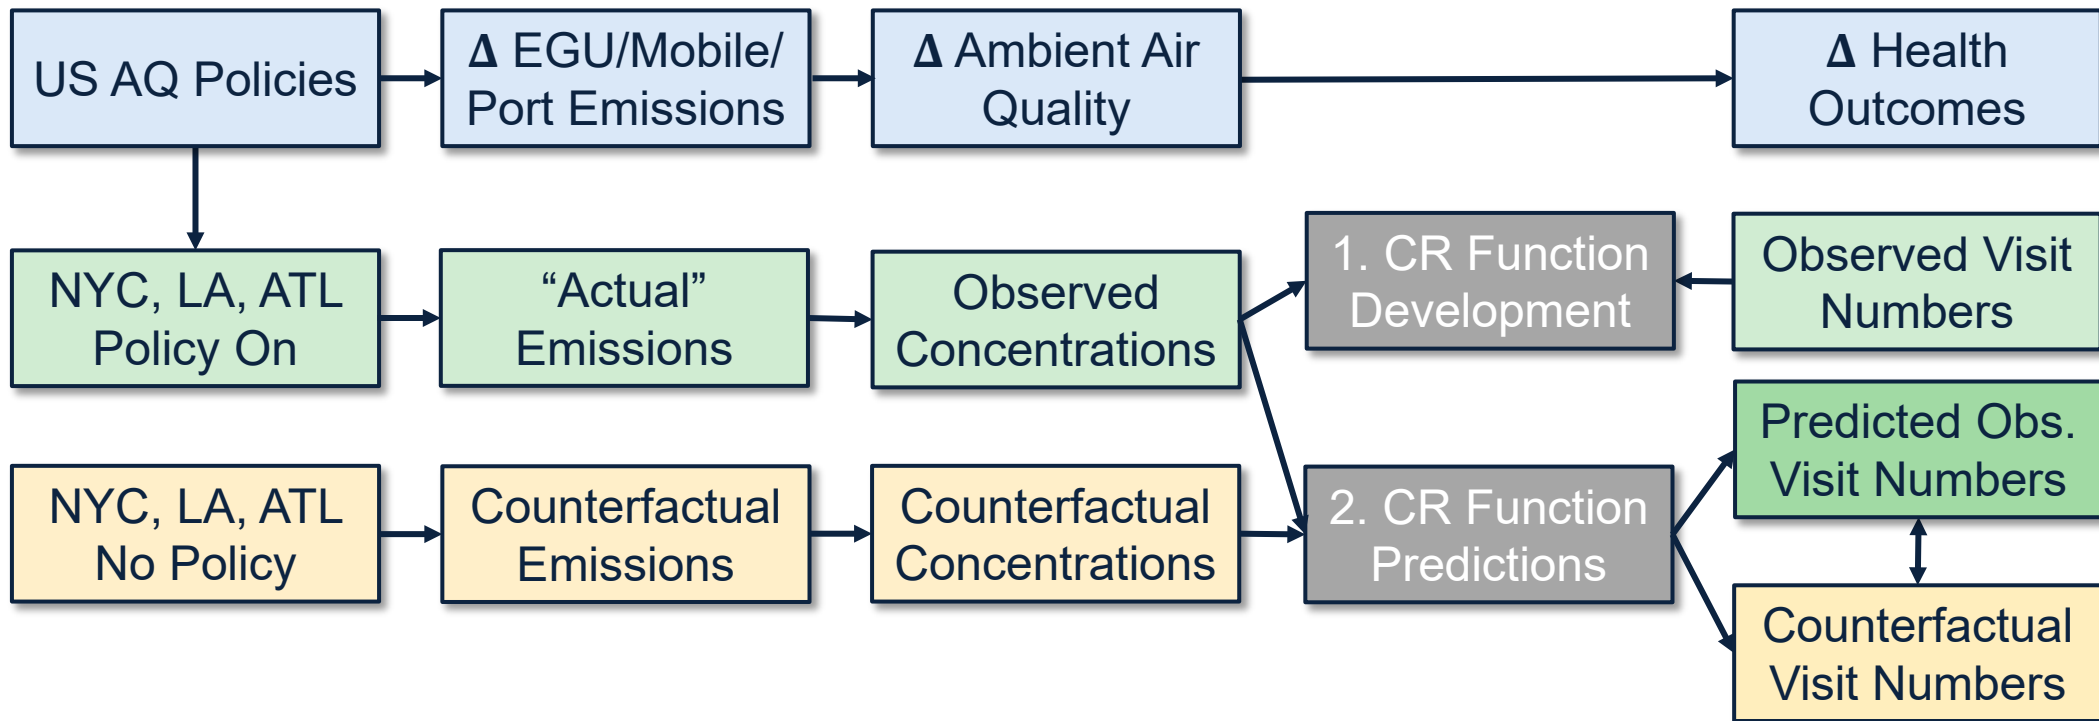 US AQ Policies
Δ EGU/Mobile/
Port Emissions
Δ Ambient Air
Quality
Δ Health
Outcomes
NYC, LA, ATL
Policy On
“Actual”
Emissions
Observed
Concentrations
1. CR Function
Development
Observed Visit
Numbers
Predicted Obs.
Visit Numbers
NYC, LA, ATL
No Policy
Counterfactual
Emissions
Counterfactual
Concentrations
2. CR Function
Predictions
Counterfactual
Visit Numbers